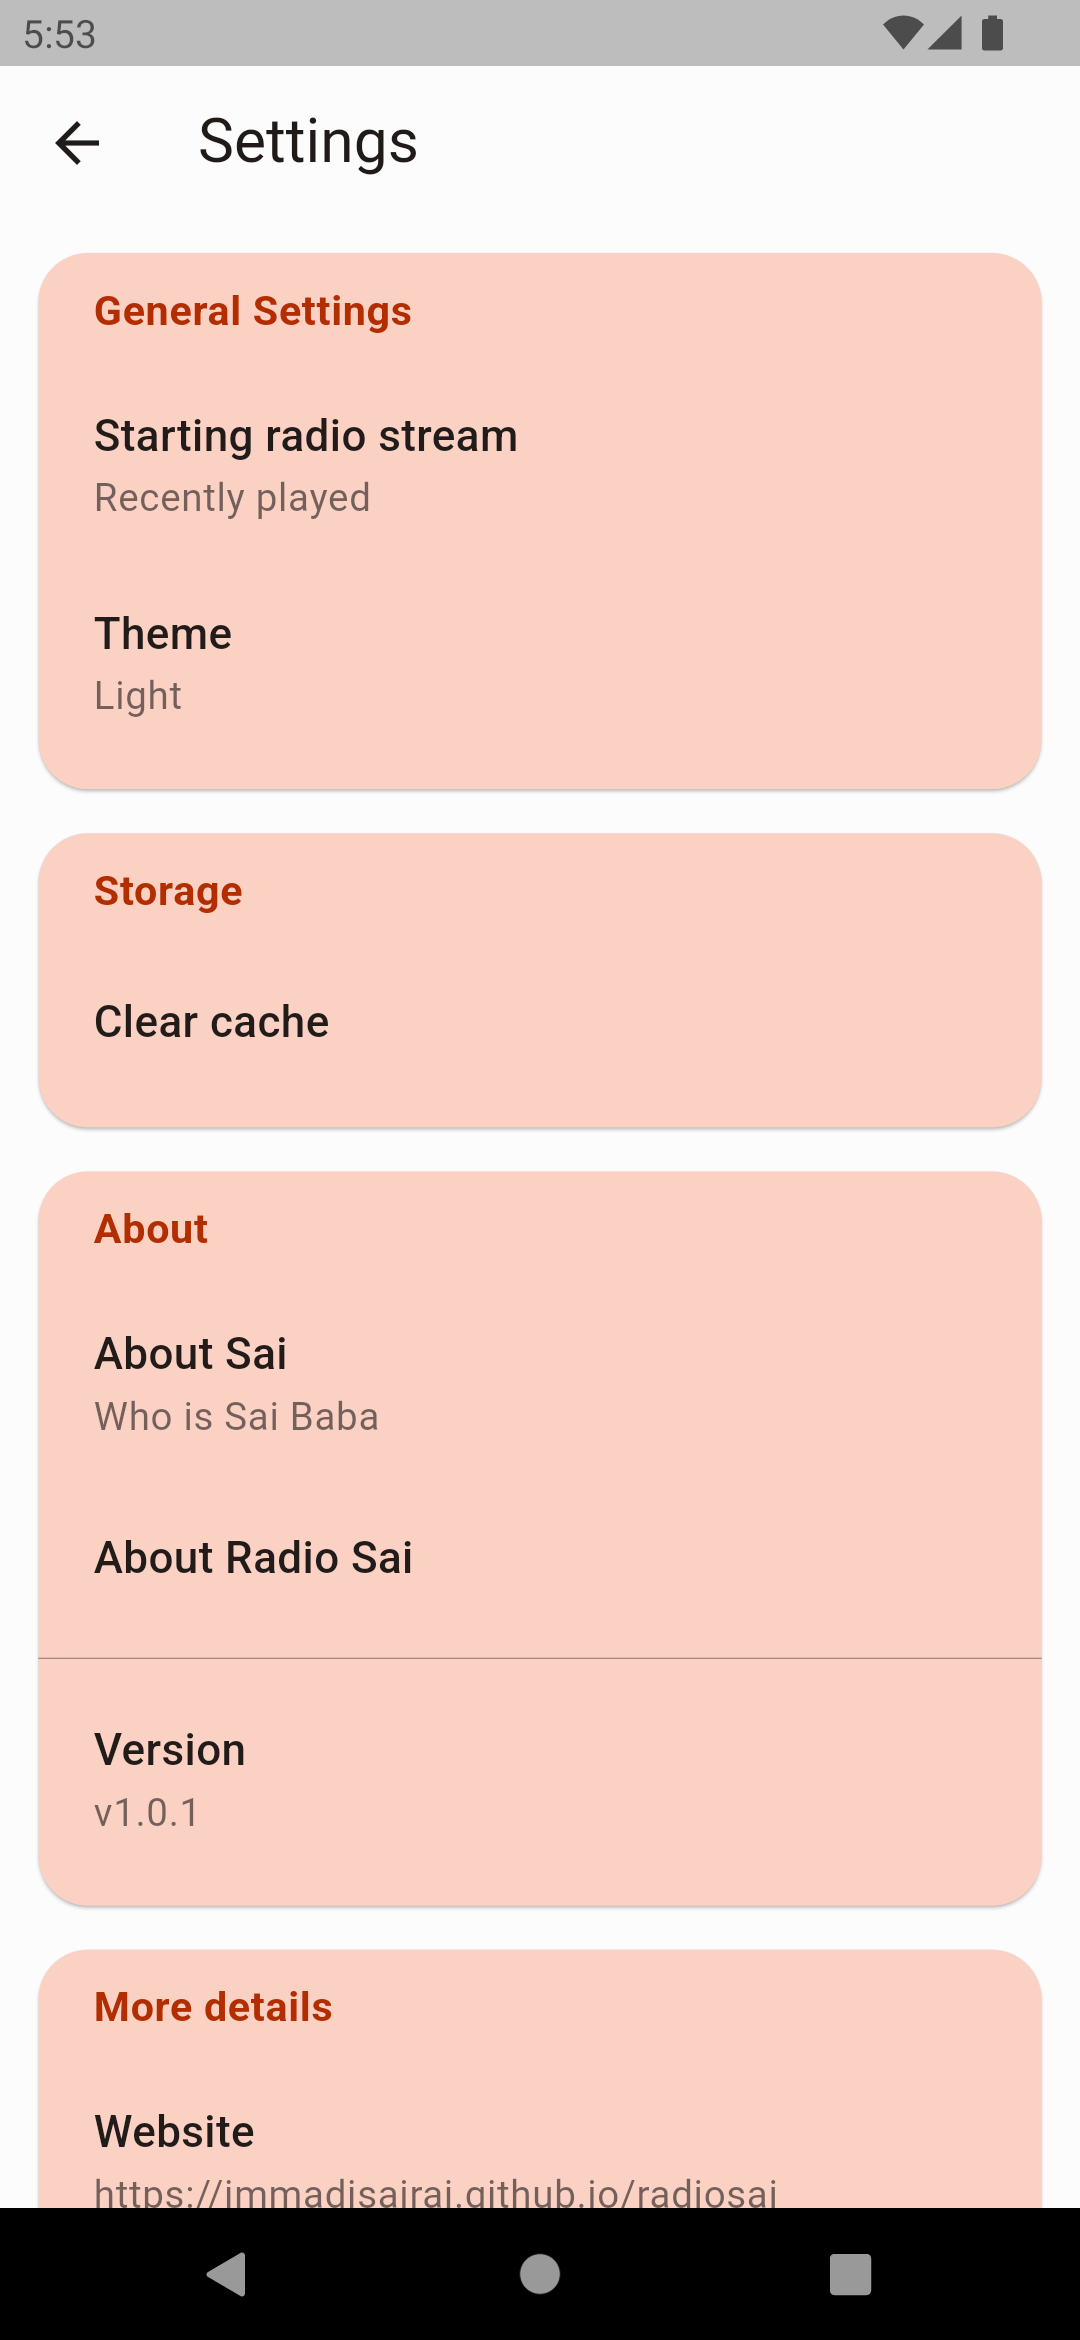 5:53
Settings
General Settings
Starting radio stream
Recently played
Theme
Light
Storage
Clear cache
About
About Sai
Who is Sai Baba
About Radio Sai
Version
v1.0.1
More details
Website
https://immadisairaj.github.io/radiosai